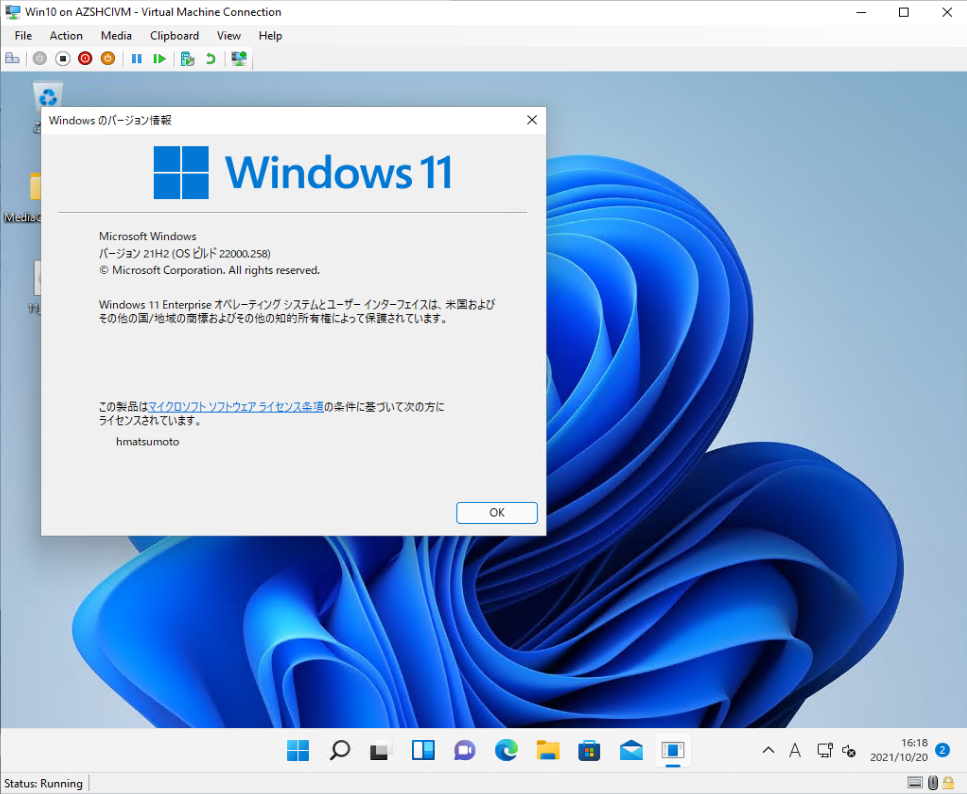 Win10 on AZSHCIVM - Virtual Machine Connection
File Action Media Clipboard View Help
Windows のバージョン情報
Windows 11
Microsoft Windows
バージョン 21H2 (OS ビルド 22000.258)
© Microsoft Corporation. All rights reserved.
Windows 11 Enterprise オペレーティング システムとユーザー インターフェイスは、米国および
その他の国/地域の商標およびその他の知的所有権によって保護されています。
この製品はマイクロソフト ソフトウェア ライセンス条項の条件に基づいて次の方に
ライセンスされています。
hmatsumoto
OK
A
16:18
2021/10/20
2
Status: Running